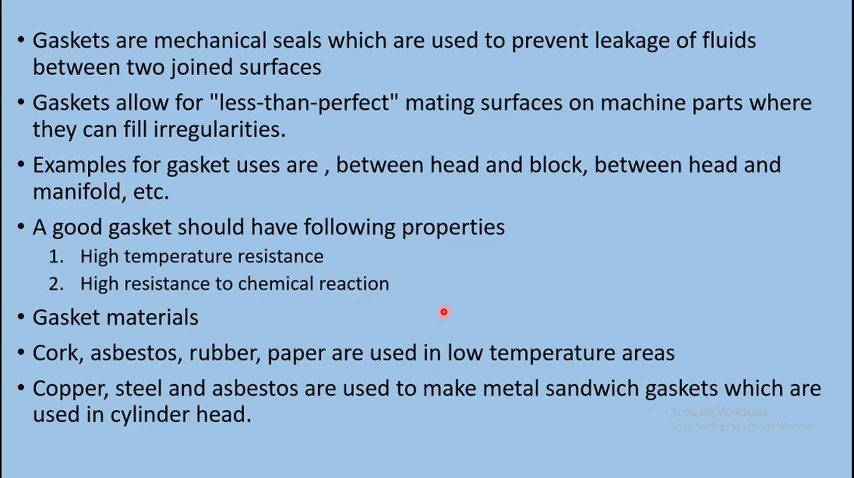 • Gaskets are mechanical seals which are used to prevent leakage of fluids
between two joined surfaces
• Gaskets allow for "less-than-perfect" mating surfaces on machine parts where
they can fill irregularities.
• Examples for gasket uses are , between head and block, between head and
manifold, etc.
• A good gasket should have following properties
1. High temperature resistance
2. High resistance to chemical reaction
• Gasket materials
• Cork, asbestos, rubber, paper are used in low temperature areas
• Copper, steel and asbestos are used to make metal sandwich gaskets which are
used in cylinder head.
Activate Windows
Go to Settings to activate Windows.